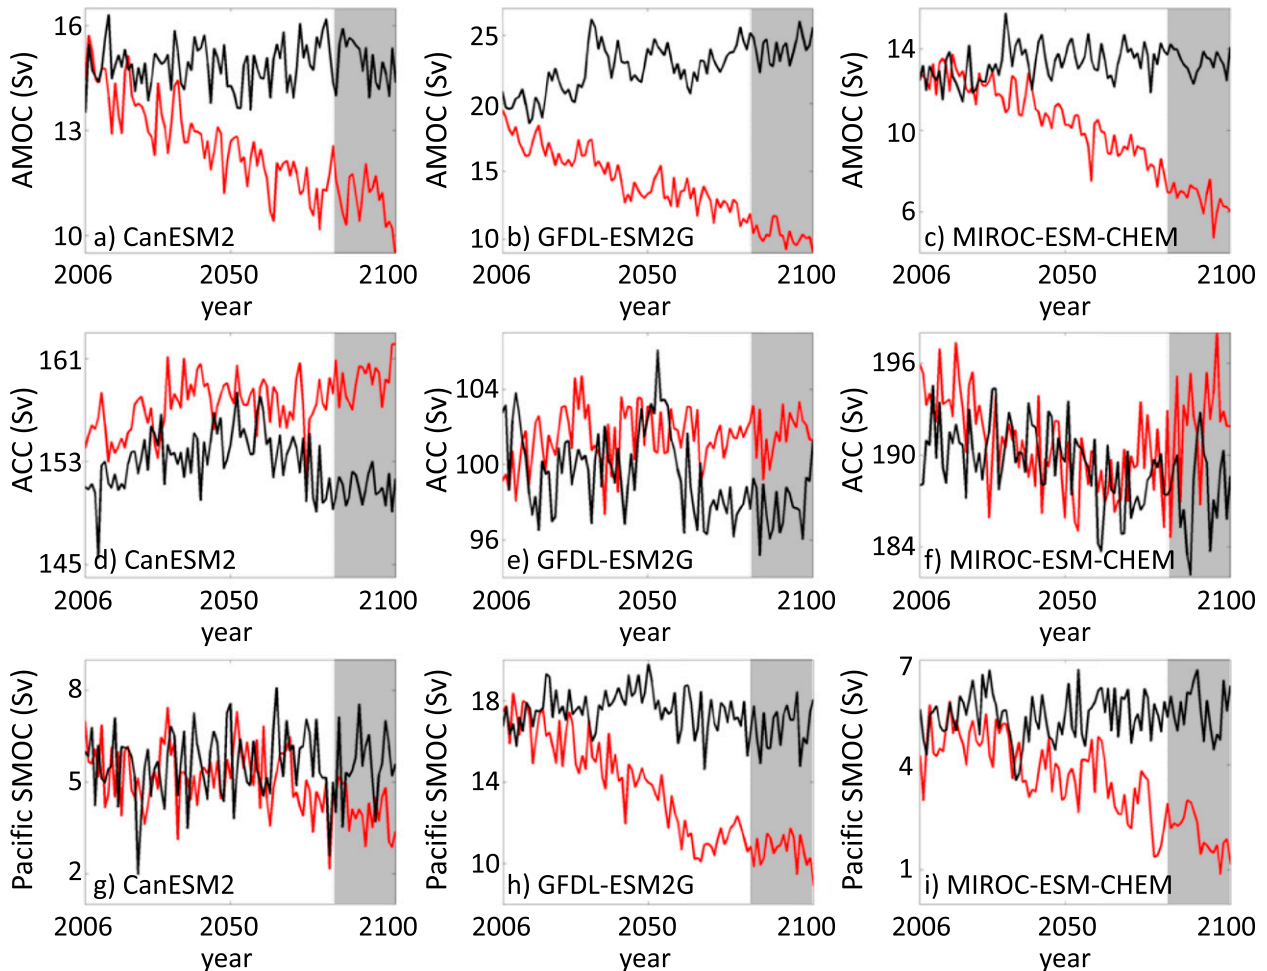 AMOC (Sv)
16
13
10
a) CanESM2
2006 2050 2100
year
AMOC (Sv)
25
20
15
10
b) GFDL-ESM2G
2006 2050 2100
year
AMOC (Sv)
14
10
6
c) MIROC-ESM-CHEM
2006 2050 2100
year
ACC (Sv)
161
153
145
d) CanESM2
2006 2050 2100
year
ACC (Sv)
104
100
96
e) GFDL-ESM2G
2006 2050 2100
year
ACC (Sv)
196
190
184
f) MIROC-ESM-CHEM
2006 2050 2100
year
Pacific SMOC (Sv)
8
5
2
g) CanESM2
2006 2050 2100
year
Pacific SMOC (Sv)
18
14
10
h) GFDL-ESM2G
2006 2050 2100
year
Pacific SMOC (Sv)
7
4
1
i) MIROC-ESM-CHEM
2006 2050 2100
year